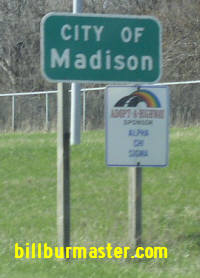 CITY OF
Madison
ADOPT-A-HIGHWAY
SPONSOR
ALPHA
CHI
SIGMA
billburmaster.com